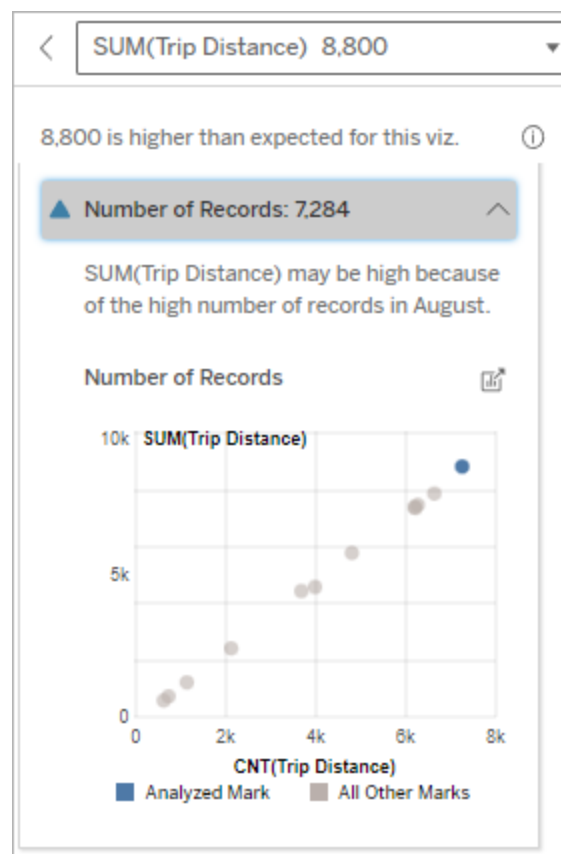 SUM(Trip Distance) 8,800
8,800 is higher than expected for this viz.
Number of Records: 7,284
SUM(Trip Distance) may be high because
of the high number of records in August.
Number of Records
10k SUM(Trip Distance)
5k
0
0 2k 4k 6k 8k
CNT(Trip Distance)
Analyzed Mark All Other Marks